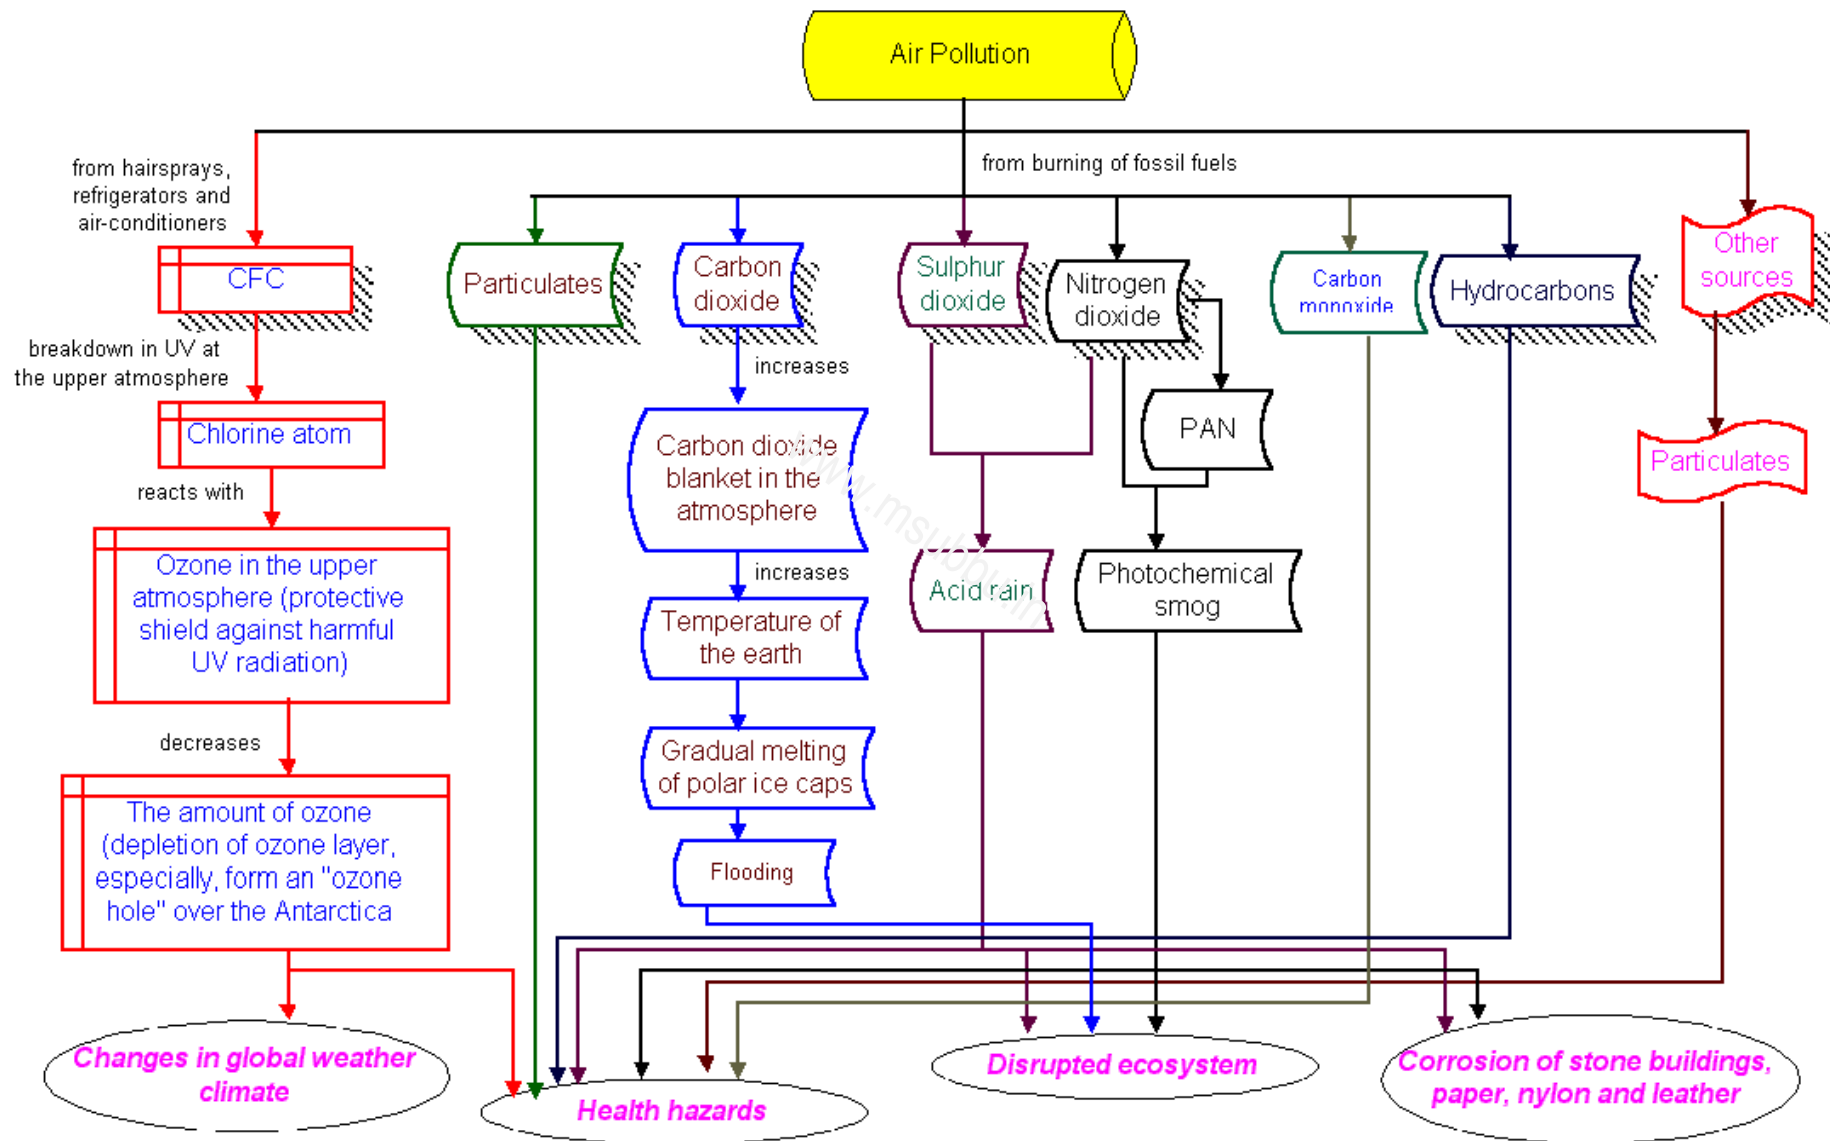 Air Pollution
from hairsprays,
refrigerators and
air-conditioners
from burning of fossil fuels
CFC
Particulates
Carbon
dioxide
Sulphur
dioxide
Nitrogen
dioxide
Carbon
monoxide
Hydrocarbons
Other
sources
breakdown in UV at
the upper atmosphere
increases
Chlorine atom
Carbon dioxide
blanket in the
atmosphere
PAN
Particulates
reacts with
www.msubbu.in
Ozone in the upper
atmosphere (protective
shield against harmful
UV radiation)
increases
Temperature of
the earth
Acid rain
Photochemical
smog
decreases
Gradual melting
of polar ice caps
The amount of ozone
(depletion of ozone layer,
especially, form an "ozone
hole" over the Antarctica
Flooding
Changes in global weather
climate
Health hazards
Disrupted ecosystem
Corrosion of stone buildings,
paper, nylon and leather